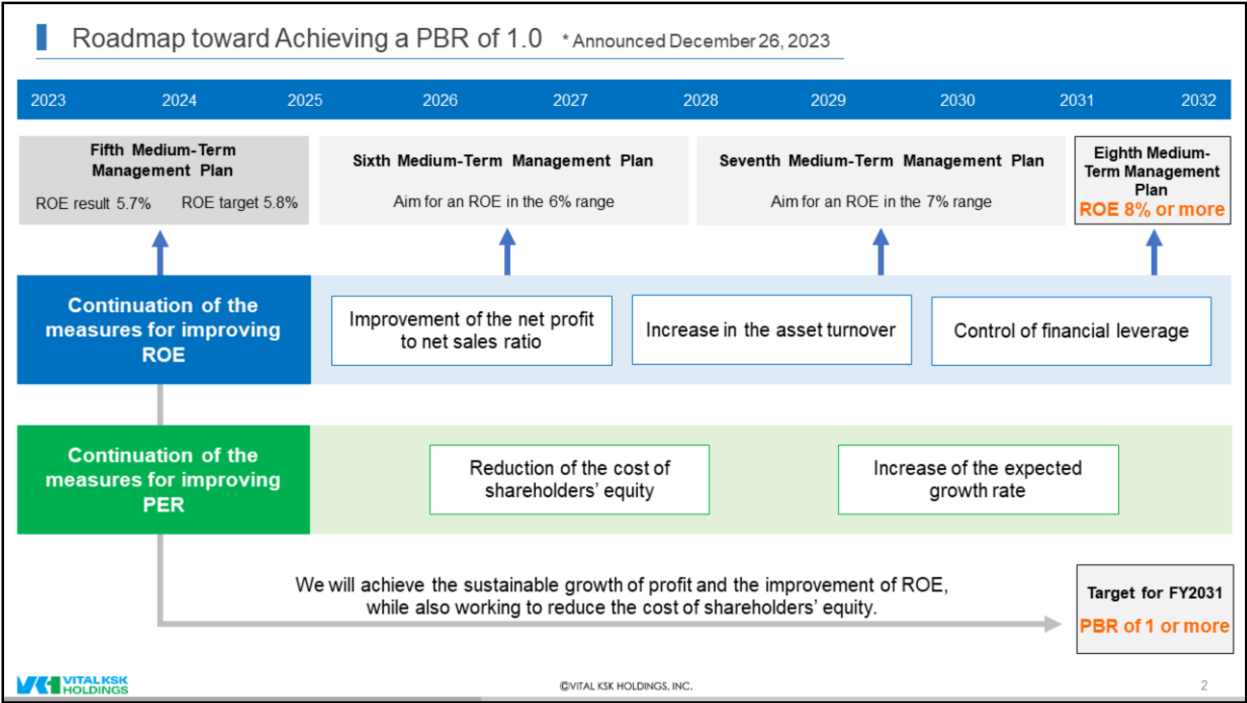 Roadmap toward Achieving a PBR of 1.0 * Announced December 26, 2023
2023 2024 2025 2026 2027 2028 2029 2030 2031 2032
Fifth Medium-Term
Management Plan
ROE result 5.7% ROE target 5.8%
Sixth Medium-Term Management Plan
Aim for an ROE in the 6% range
Seventh Medium-Term Management Plan
Aim for an ROE in the 7% range
Eighth Medium-
Term Management
Plan
ROE 8% or more
Continuation of the
measures for improving
ROE
Improvement of the net profit
to net sales ratio
Increase in the asset turnover
Control of financial leverage
Continuation of the
measures for improving
PER
Reduction of the cost of
shareholders’ equity
Increase of the expected
growth rate
We will achieve the sustainable growth of profit and the improvement of ROE,
while also working to reduce the cost of shareholders’ equity.
Target for FY2031
PBR of 1 or more
VITAL KSK
HOLDINGS
©VITAL KSK HOLDINGS, INC.
2